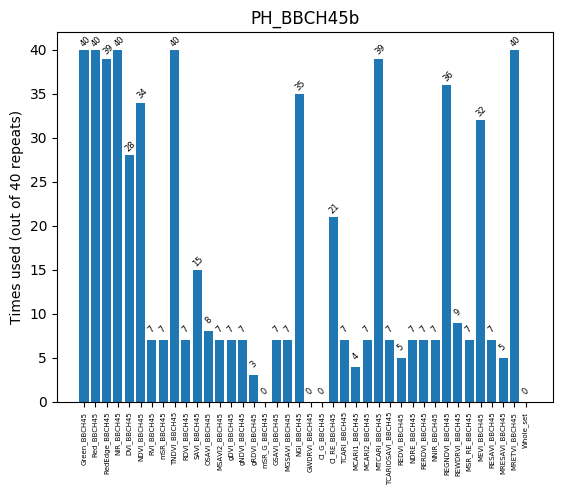 PH_BBCH45b
Times used (out of 40 repeats)
40
35
30
25
20
15
10
5
0
40
40
39
40
28
34
7
7
40
7
15
8
7
7
7
3
0
7
7
35
0
0
21
7
4
7
39
7
5
7
7
7
36
9
7
32
7
5
40
0
Green_BBCH45
Red_BBCH45
RedEdge_BBCH45
NIR_BBCH45
DVI_BBCH45
NDVI_BBCH45
RVI_BBCH45
mSR_BBCH45
TNDVI_BBCH45
RDVI_BBCH45
SAVI_BBCH45
OSAVI_BBCH45
MSAVI2_BBCH45
gDVI_BBCH45
gNDVI_BBCH45
gRDVI_BBCH45
mSR_G_BBCH45
GSAVI_BBCH45
MGSAVI_BBCH45
NGI_BBCH45
GWDRVI_BBCH45
CI_G_BBCH45
CI_RE_BBCH45
TCARI_BBCH45
MCARI1_BBCH45
MCARI2_BBCH45
MTCARI_BBCH45
TCARIOSAVI_BBCH45
REDVI_BBCH45
NDRE_BBCH45
RERDVI_BBCH45
NNIR_BBCH45
REGNDVI_BBCH45
REWDRVI_BBCH45
MSR_RE_BBCH45
MEVI_BBCH45
RESAVI_BBCH45
MRESAVI_BBCH45
MRETVI_BBCH45
Whole_set